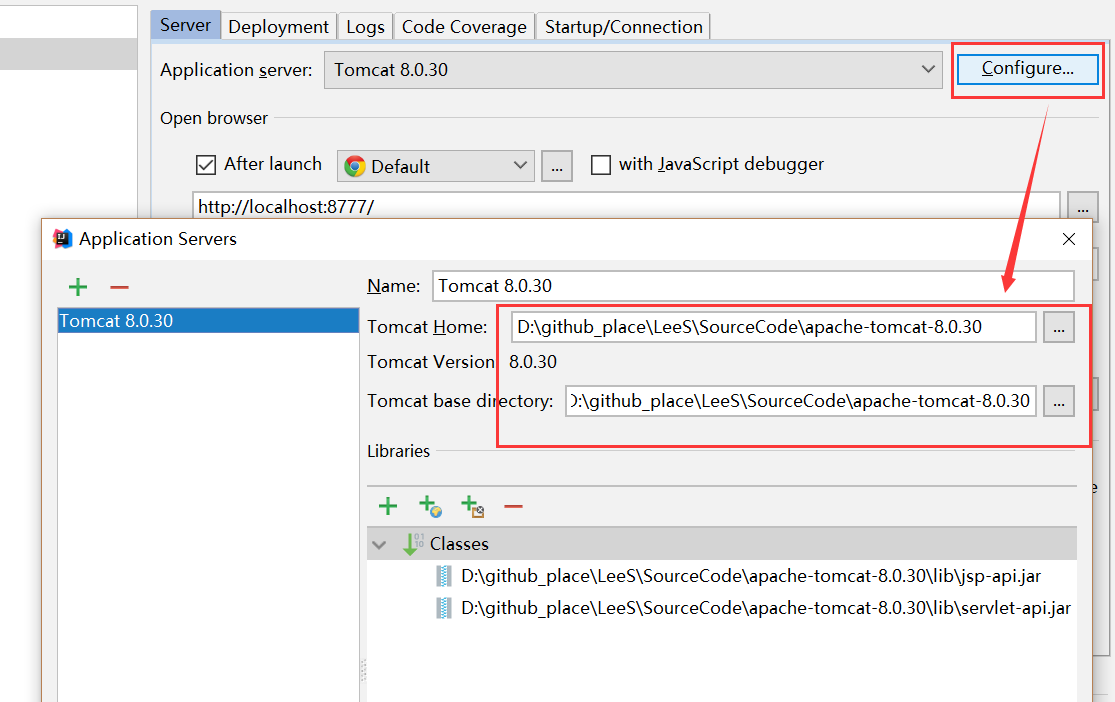 Server Deployment Logs Code Coverage Startup/Connection
Application server: Tomcat 8.0.30 Configure...
Open browser
After launch Default ... with JavaScript debugger
http://localhost:8777/ ...
Application Servers
Name: Tomcat 8.0.30
Tomcat 8.0.30
Tomcat Home: D:\github_place\LeeS\SourceCode\apache-tomcat-8.0.30 ...
Tomcat Version 8.0.30
Tomcat base directory: :\github_place\LeeS\SourceCode\apache-tomcat-8.0.30 ...
Libraries
Classes
D:\github_place\LeeS\SourceCode\apache-tomcat-8.0.30\lib\jsp-api.jar
D:\github_place\LeeS\SourceCode\apache-tomcat-8.0.30\lib\servlet-api.jar